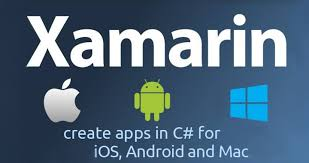 Xamarin
create apps in C# for
iOS, Android and Mac